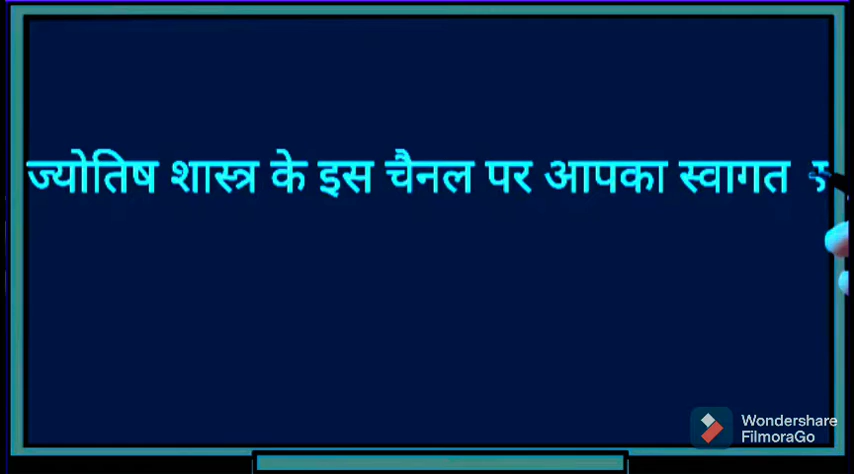 ज्योतिष शास्त्र के इस चैनल पर आपका स्वागत
Wondershare
FilmoraGo